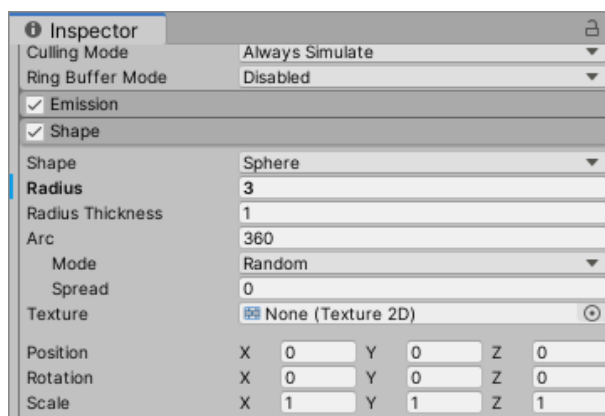 Inspector
Culling Mode Always Simulate
Ring Buffer Mode Disabled
Emission
Shape
Shape Sphere
Radius 3
Radius Thickness 1
Arc 360
Mode Random
Spread 0
Texture None (Texture 2D)
Position X 0 Y 0 Z 0
Rotation X 0 Y 0 Z 0
Scale X 1 Y 1 Z 1